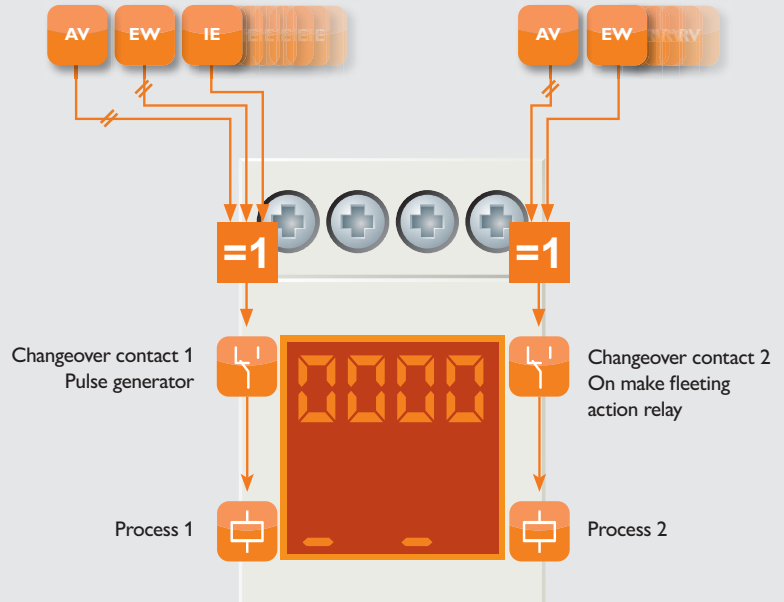 AV EW IE
AV EW RV
=1
=1
Changeover contact 1
Pulse generator
Changeover contact 2
On make fleeting
action relay
0000
Process 1
Process 2